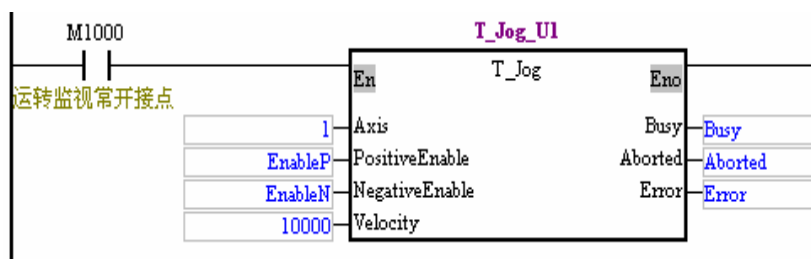 M1000
T_Jog_U1
En T_Jog Eno
运转监视常开接点
1 Axis Busy Busy
EnableP PositiveEnable Aborted Aborted
EnableN NegativeEnable Error Error
10000 Velocity